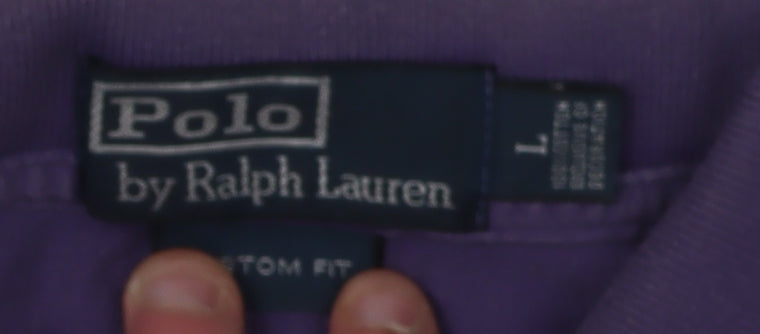 Polo
by Ralph Lauren
L
STOM FIT